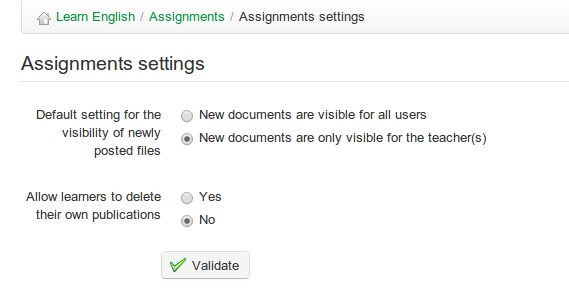 Learn English / Assignments / Assignments settings
Assignments settings
Default setting for the
visibility of newly
posted files
New documents are visible for all users
New documents are only visible for the teacher(s)
Allow learners to delete
their own publications
Yes
No
Validate